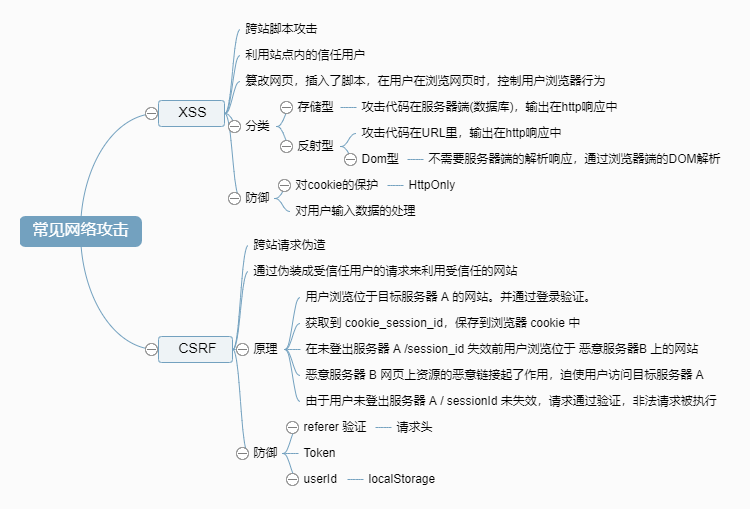 常见网络攻击
XSS
跨站脚本攻击
利用站点内的信任用户
篡改网页，插入了脚本，在用户在浏览网页时，控制用户浏览器行为
分类
存储型
攻击代码在服务器端(数据库)，输出在http响应中
反射型
攻击代码在URL里，输出在http响应中
Dom型
不需要服务器端的解析响应，通过浏览器端的DOM解析
防御
对cookie的保护
HttpOnly
对用户输入数据的处理
CSRF
跨站请求伪造
通过伪装成受信任用户的请求来利用受信任的网站
原理
用户浏览位于目标服务器 A 的网站。并通过登录验证。
获取到 cookie_session_id，保存到浏览器 cookie 中
在未登出服务器 A /session_id 失效前用户浏览位于 恶意服务器B 上的网站
恶意服务器 B 网页上资源的恶意链接起了作用，迫使用户访问目标服务器 A
由于用户未登出服务器 A / sessionId 未失效，请求通过验证，非法请求被执行
防御
referer 验证
请求头
Token
userId
localStorage